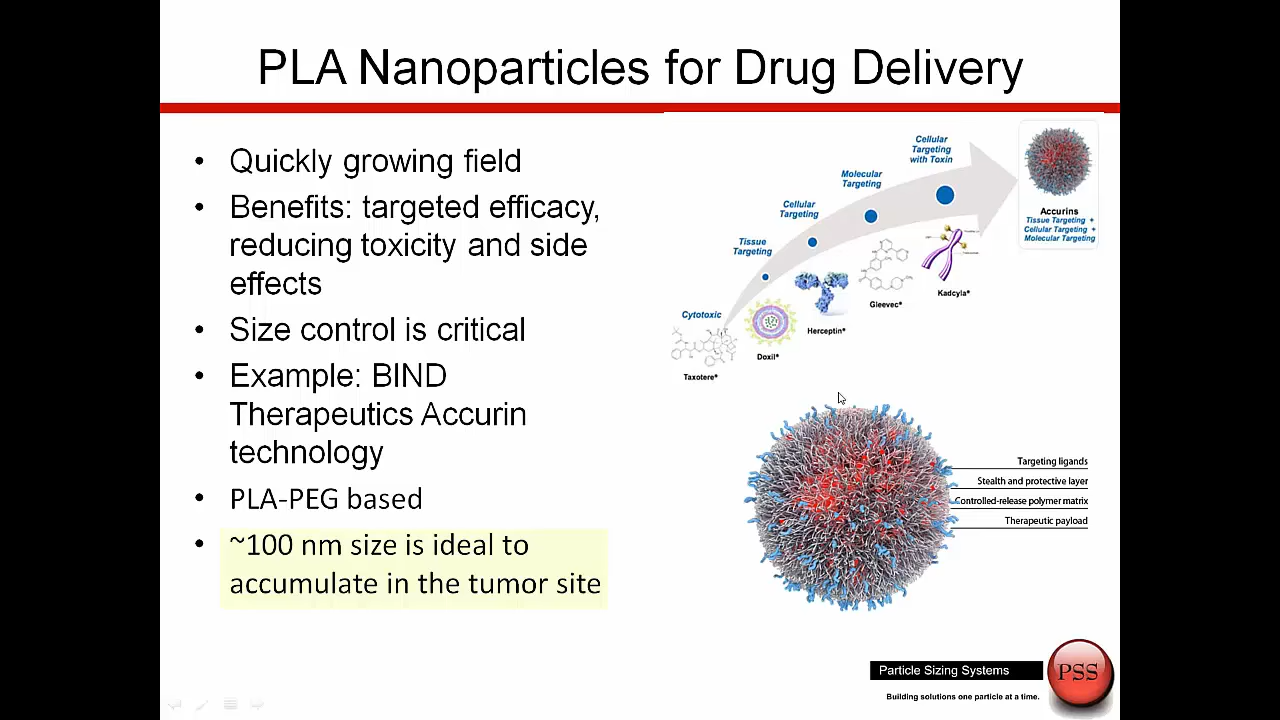 PLA Nanoparticles for Drug Delivery
• Quickly growing field
• Benefits: targeted efficacy,
reducing toxicity and side
effects
• Size control is critical
• Example: BIND
Therapeutics Accurin
technology
• PLA-PEG based
• ~100 nm size is ideal to
accumulate in the tumor site
Cytotoxic
Taxotere*
Tissue
Targeting
Doxil*
Cellular
Targeting
Herceptin*
Molecular
Targeting
Gleevec*
Cellular
Targeting
with Toxin
Kadcyla*
Accurins
Tissue Targeting +
Cellular Targeting +
Molecular Targeting
Targeting ligands
Stealth and protective layer
Controlled-release polymer matrix
Therapeutic payload
Particle Sizing Systems
PSS
Building solutions one particle at a time.